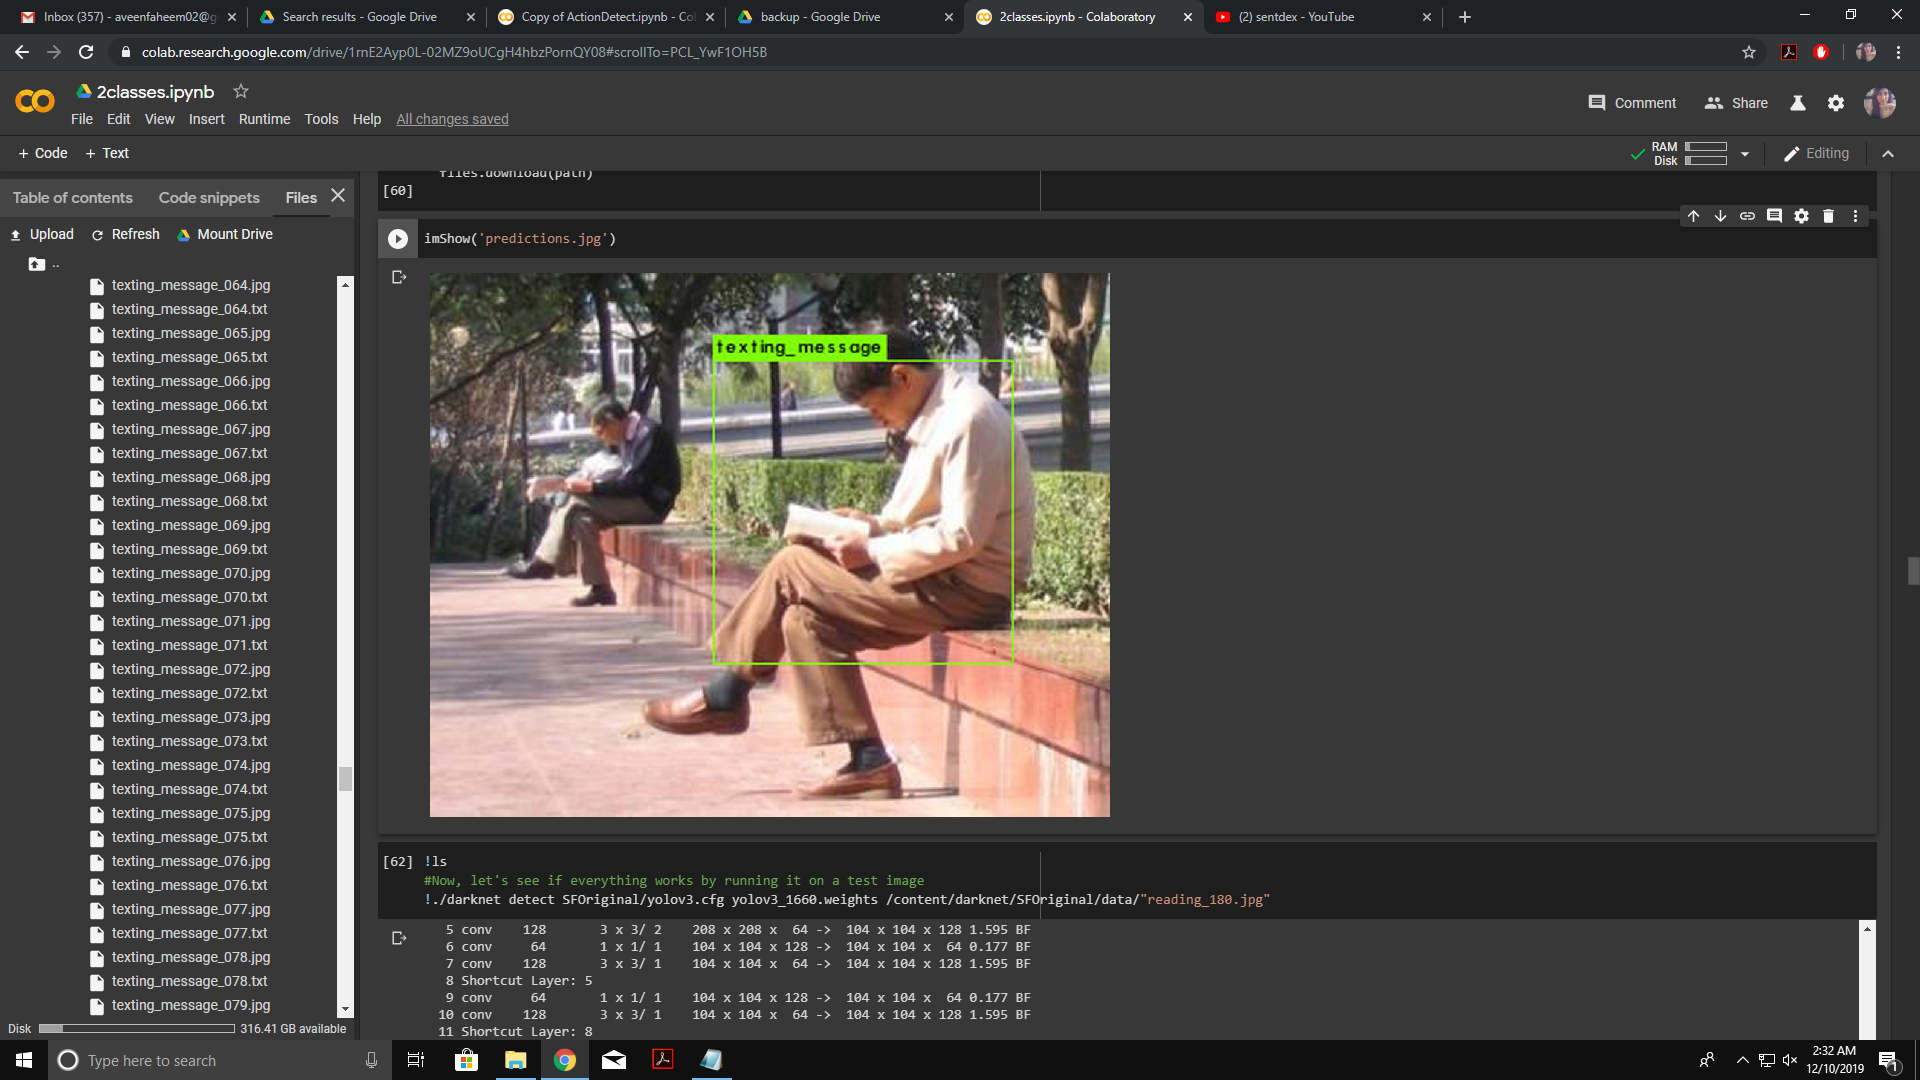 Inbox (357) - aveenfaheem02@g
Search results - Google Drive
Copy of ActionDetect.ipynb - Co
backup - Google Drive
2classes.ipynb - Colaboratory
(2) sentdex - YouTube
colab.research.google.com/drive/1rnE2Ayp0L-02MZ9oUCgH4hbzPornQY08#scrollTo=PCL_YwF1OH5B
2classes.ipynb
Comment
Share
File Edit View Insert Runtime Tools Help All changes saved
+ Code + Text
RAM
Disk
Editing
Table of contents Code snippets Files
Upload Refresh Mount Drive
..
texting_message_064.jpg
texting_message_064.txt
texting_message_065.jpg
texting_message_065.txt
texting_message_066.jpg
texting_message_066.txt
texting_message_067.jpg
texting_message_067.txt
texting_message_068.jpg
texting_message_068.txt
texting_message_069.jpg
texting_message_069.txt
texting_message_070.jpg
texting_message_070.txt
texting_message_071.jpg
texting_message_071.txt
texting_message_072.jpg
texting_message_072.txt
texting_message_073.jpg
texting_message_073.txt
texting_message_074.jpg
texting_message_074.txt
texting_message_075.jpg
texting_message_075.txt
texting_message_076.jpg
texting_message_076.txt
texting_message_077.jpg
texting_message_077.txt
texting_message_078.jpg
texting_message_078.txt
texting_message_079.jpg
Disk 316.41 GB available
files.download(path)
[60]
imShow('predictions.jpg')
texting_message
[62] !ls
#Now, let's see if everything works by running it on a test image
!./darknet detect SFOriginal/yolov3.cfg yolov3_1660.weights /content/darknet/SFOriginal/data/"reading_180.jpg"
5 conv 128 3 x 3/ 2 208 x 208 x 64 -> 104 x 104 x 128 1.595 BF
6 conv 64 1 x 1/ 1 104 x 104 x 128 -> 104 x 104 x 64 0.177 BF
7 conv 128 3 x 3/ 1 104 x 104 x 64 -> 104 x 104 x 128 1.595 BF
8 Shortcut Layer: 5
9 conv 64 1 x 1/ 1 104 x 104 x 128 -> 104 x 104 x 64 0.177 BF
10 conv 128 3 x 3/ 1 104 x 104 x 64 -> 104 x 104 x 128 1.595 BF
11 Shortcut Layer: 8
Type here to search
2:32 AM
12/10/2019
1